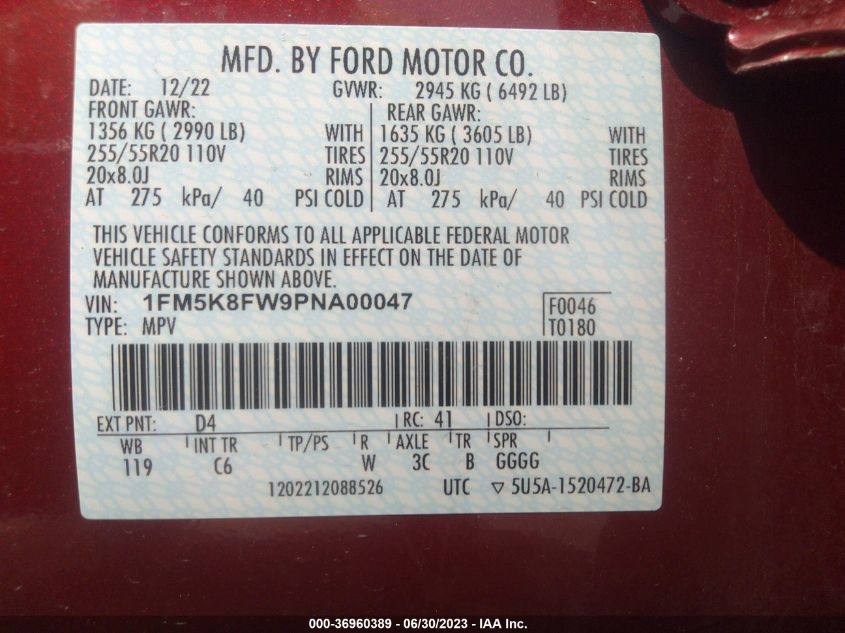 MFD. BY FORD MOTOR CO.
DATE: 12/22 GVWR: 2945 KG ( 6492 LB)
FRONT GAWR: REAR GAWR:
1356 KG ( 2990 LB) WITH 1635 KG ( 3605 LB) WITH
255/55R20 110V TIRES 255/55R20 110V TIRES
20x8.0J RIMS 20x8.0J RIMS
AT 275 kPa/ 40 PSI COLD AT 275 kPa/ 40 PSI COLD
THIS VEHICLE CONFORMS TO ALL APPLICABLE FEDERAL MOTOR
VEHICLE SAFETY STANDARDS IN EFFECT ON THE DATE OF
MANUFACTURE SHOWN ABOVE.
VIN: 1FM5K8FW9PNA00047 F0046
TYPE: MPV T0180
EXT PNT: D4 RC: 41 DSO:
WB INT TR TP/PS R AXLE TR SPR
119 C6 W 3C B GGGG
1202212088526 UTC ▽ 5U5A-1520472-BA
000-36960389 - 06/30/2023 - IAA Inc.